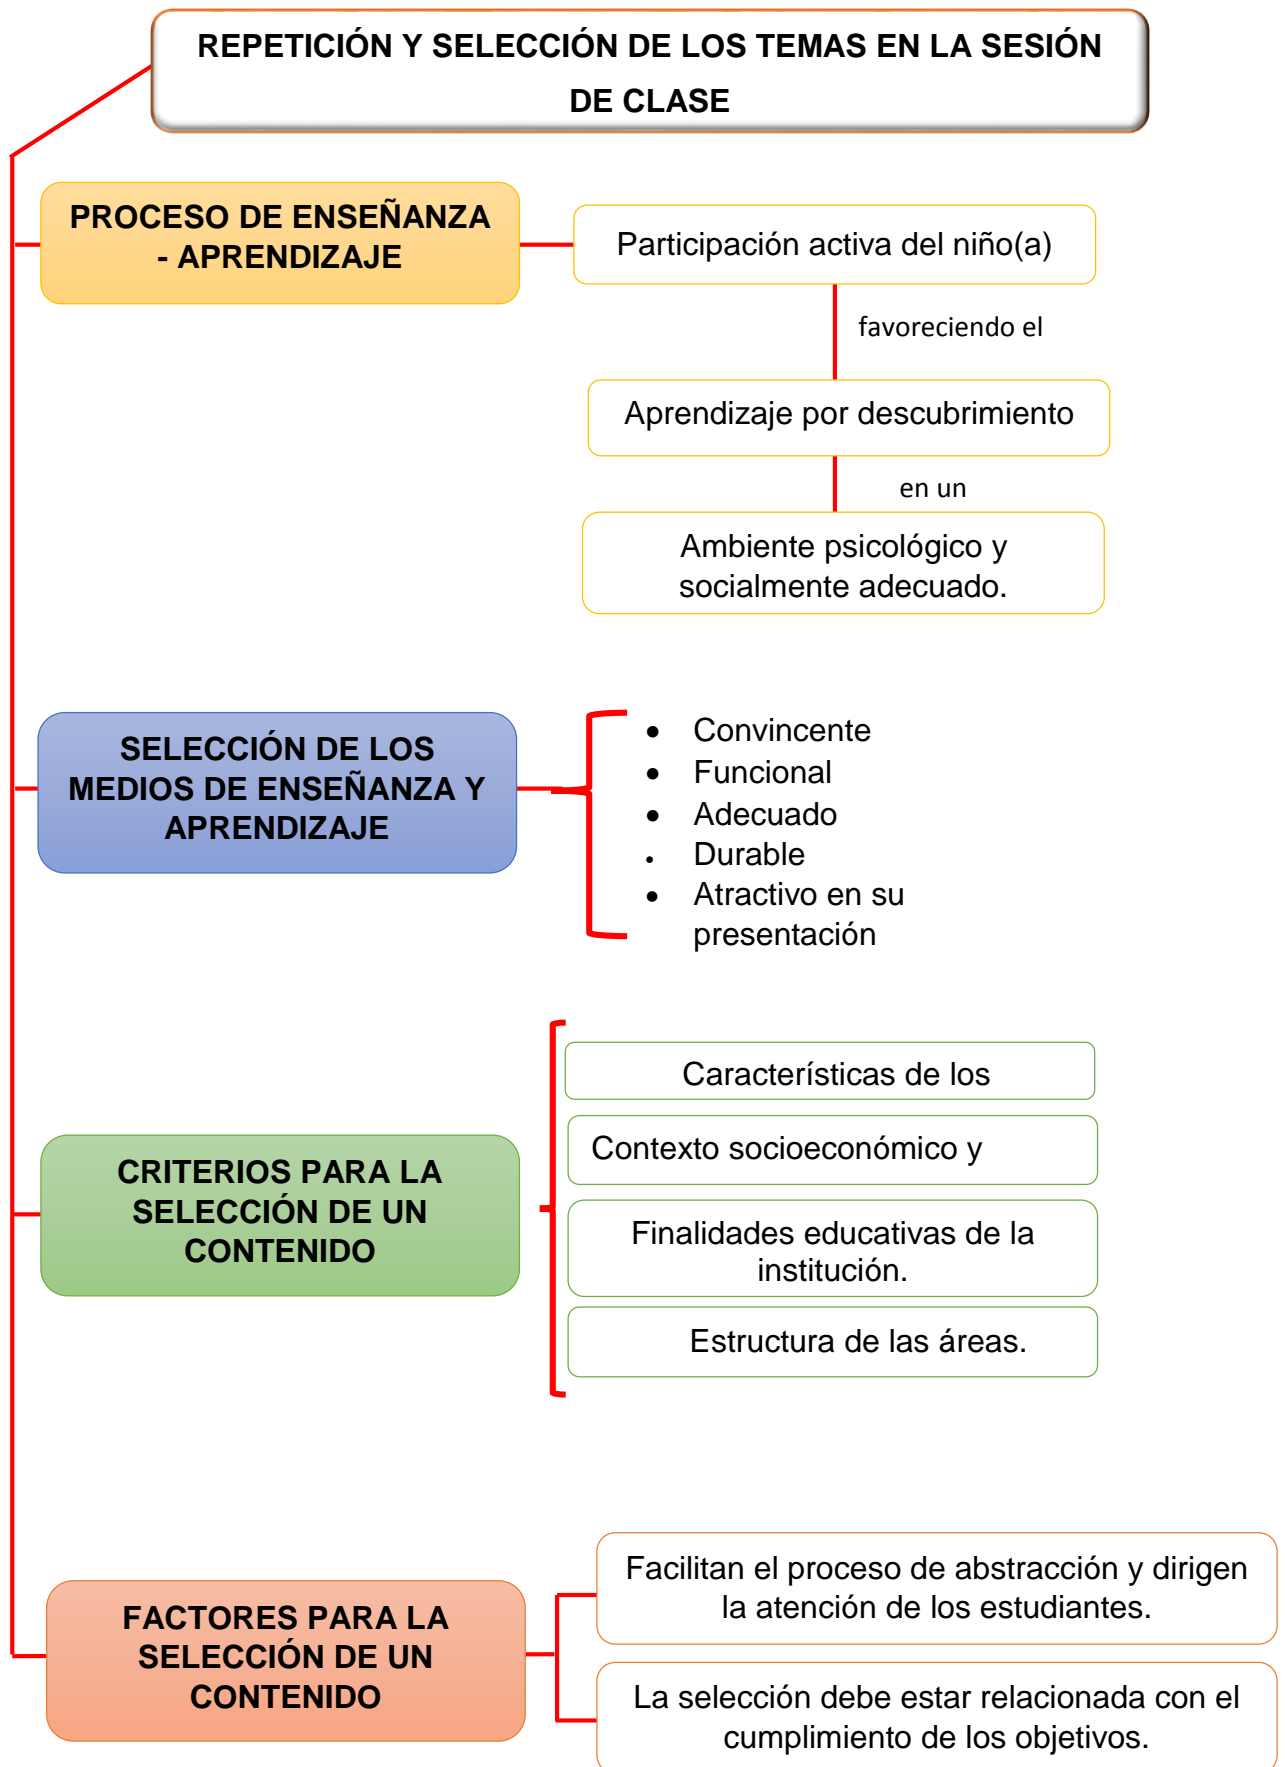 REPETICIÓN Y SELECCIÓN DE LOS TEMAS EN LA SESIÓN
DE CLASE
PROCESO DE ENSEÑANZA
- APRENDIZAJE
Participación activa del niño(a)
favoreciendo el
Aprendizaje por descubrimiento
en un
Ambiente psicológico y
socialmente adecuado.
SELECCIÓN DE LOS
MEDIOS DE ENSEÑANZA Y
APRENDIZAJE
• Convincente
• Funcional
• Adecuado
• Durable
• Atractivo en su
presentación
CRITERIOS PARA LA
SELECCIÓN DE UN
CONTENIDO
Características de los
Contexto socioeconómico y
Finalidades educativas de la
institución.
Estructura de las áreas.
FACTORES PARA LA
SELECCIÓN DE UN
CONTENIDO
Facilitan el proceso de abstracción y dirigen
la atención de los estudiantes.
La selección debe estar relacionada con el
cumplimiento de los objetivos.